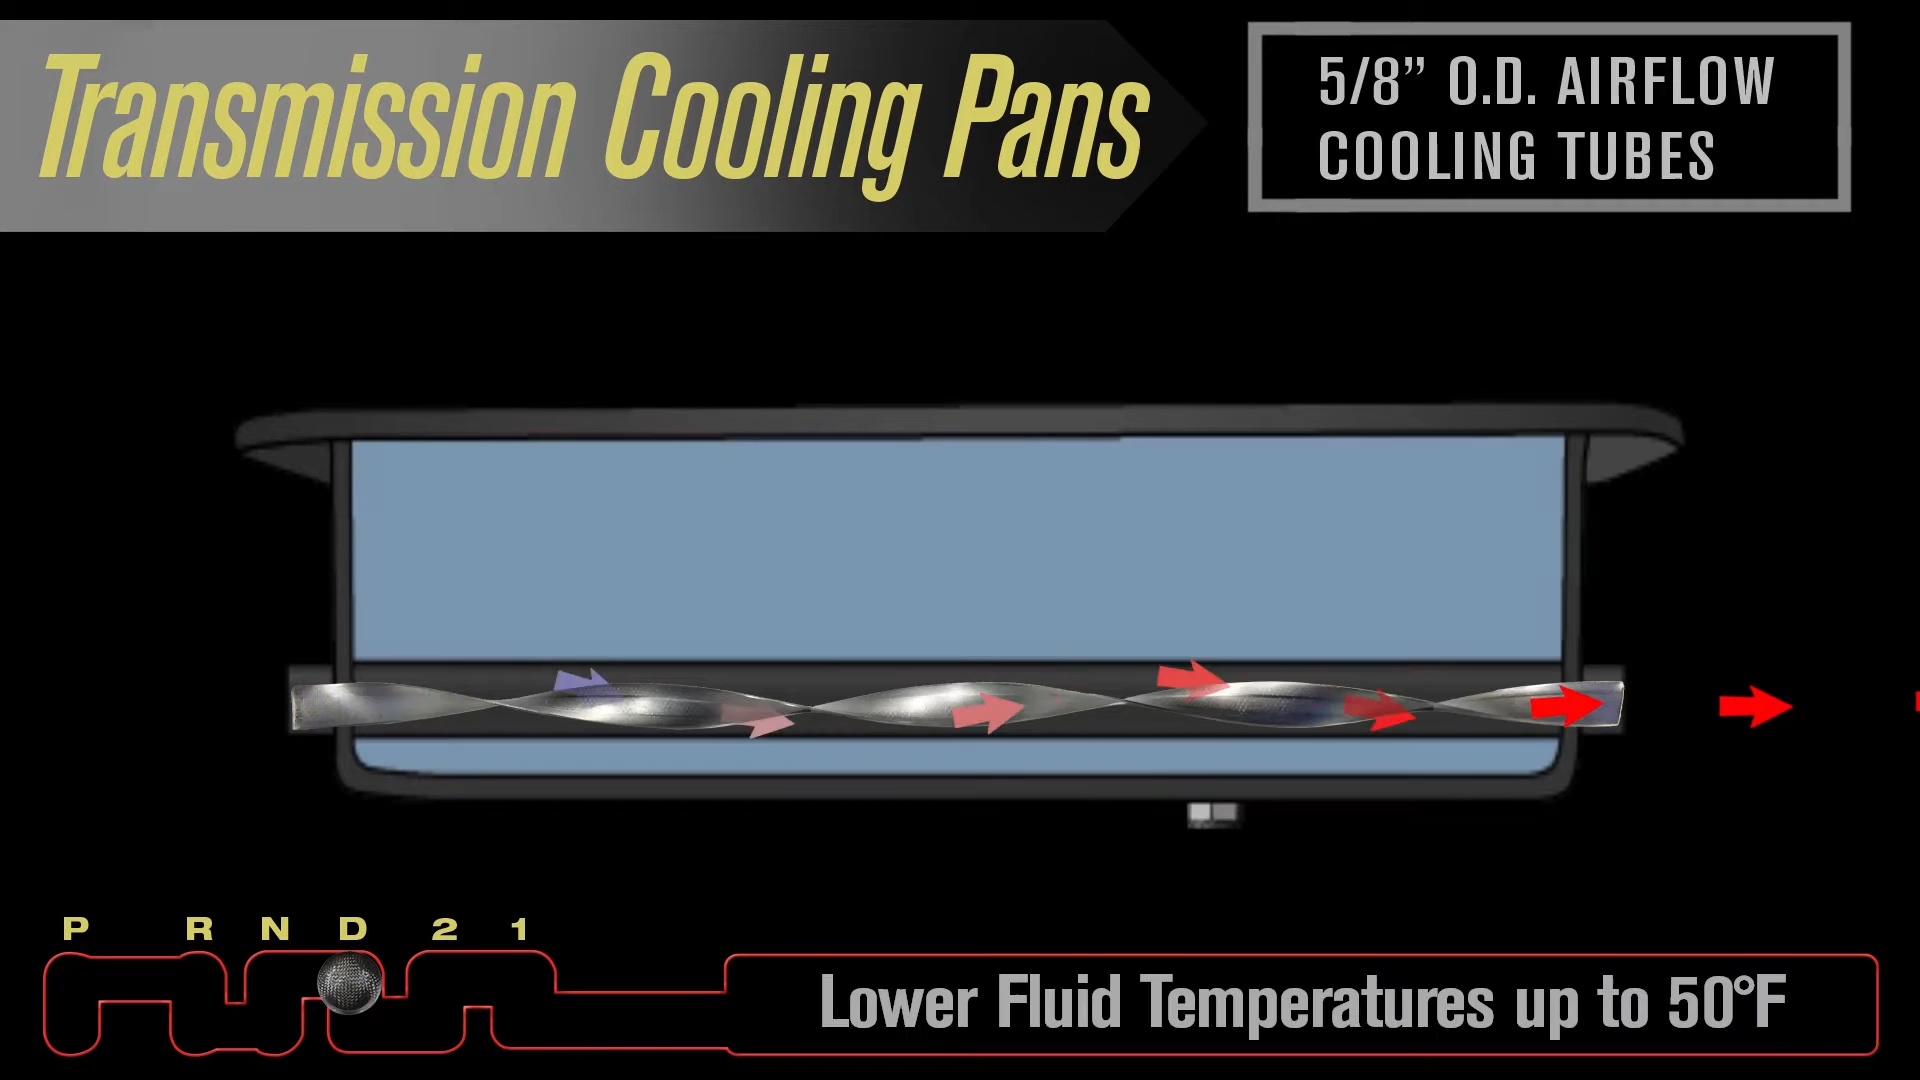 Transmission Cooling Pans
5/8” O.D. AIRFLOW
COOLING TUBES
P R N D 2 1
Lower Fluid Temperatures up to 50°F